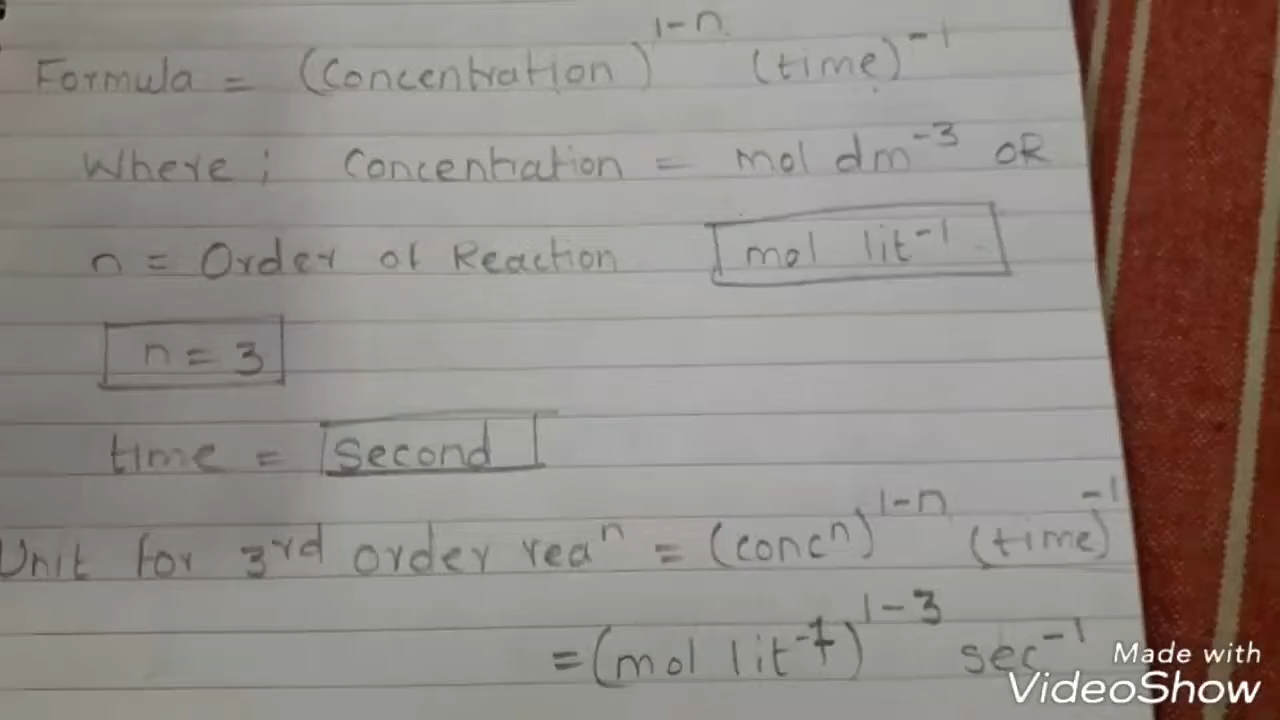 Formula = (Concentration)^1-n (time)^-1
Where; Concentration = mol dm^-3 OR
n = Order of Reaction mol lit^-1
n = 3
time = Second
Unit for 3rd order rea^n = (conc^n)^1-n (time)^-1
= (mol lit^-1)^1-3 sec^-1
Made with
VideoShow